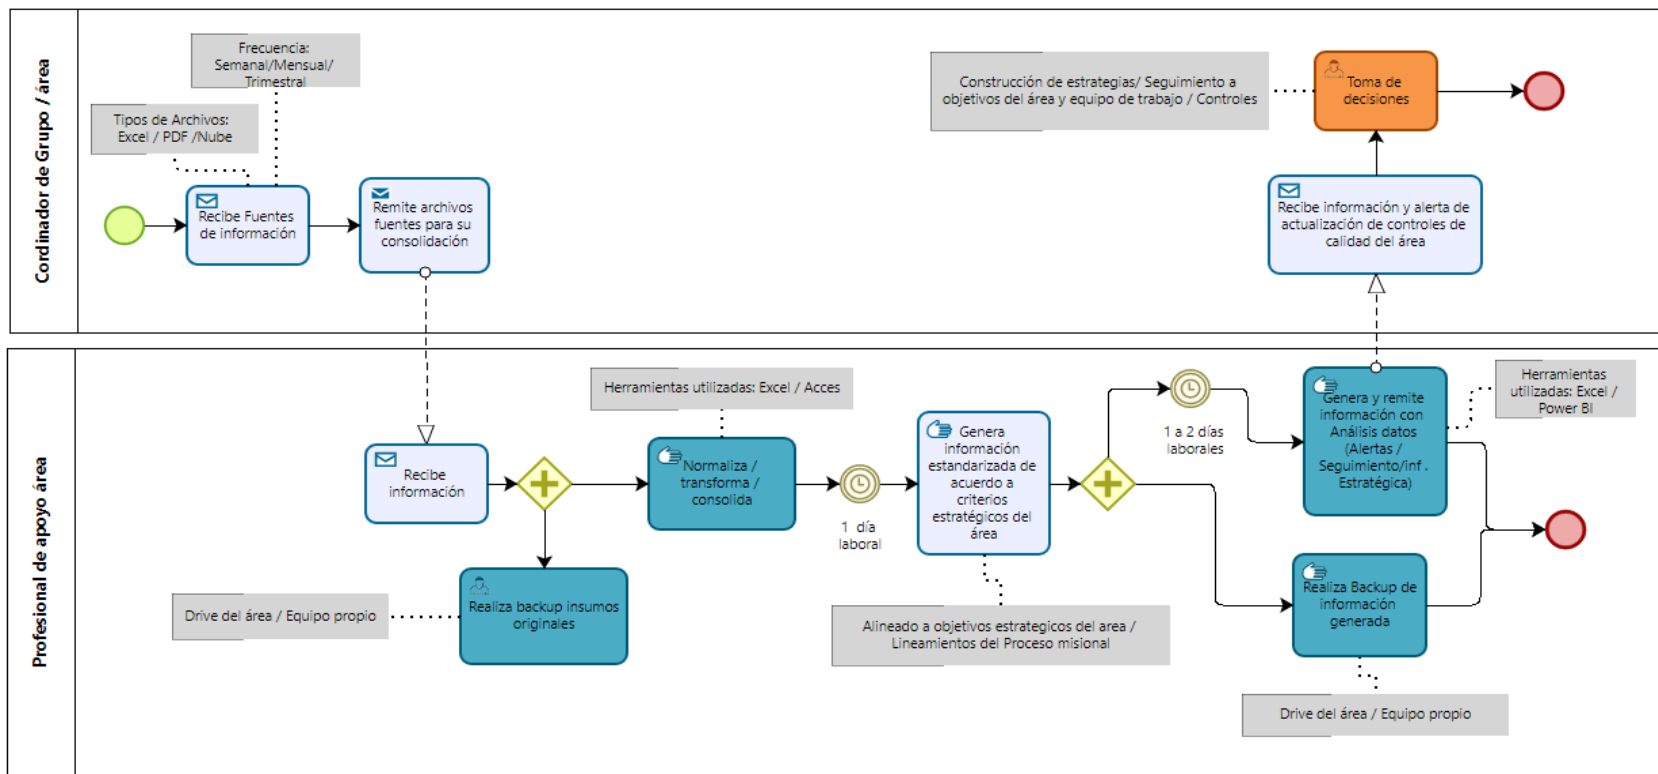 Cordinador de Grupo / área
Frecuencia:
Semanal/Mensual/
Trimestral
Tipos de Archivos:
Excel / PDF /Nube
Recibe Fuentes
de información
Remite archivos
fuentes para su
consolidación
Construcción de estrategias/ Seguimiento a
objetivos del área y equipo de trabajo / Controles
Toma de
decisiones
Recibe información y alerta de
actualización de controles de
calidad del área
Profesional de apoyo área
Recibe
información
Herramientas utilizadas: Excel / Acces
Normaliza /
transforma /
consolida
Drive del área / Equipo propio
Realiza backup insumos
originales
1 día
laboral
Genera
información
estandarizada de
acuerdo a
criterios
estratégicos del
área
Alineado a objetivos estrategicos del area /
Lineamientos del Proceso misional
1 a 2 días
laborales
Genera y remite
información con
Análisis datos
(Alertas /
Seguimiento/inf .
Estratégica)
Herramientas
utilizadas: Excel /
Power BI
Realiza Backup de
información
generada
Drive del área / Equipo propio